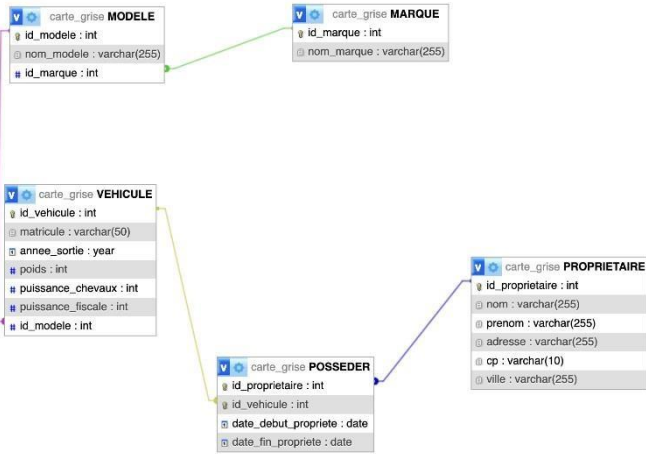 carte_grise MODELE
id_modele : int
nom_modele : varchar(255)
# id_marque : int
carte_grise MARQUE
id_marque : int
nom_marque : varchar(255)
carte_grise VEHICULE
id_vehicule : int
matricule : varchar(50)
annee_sortie : year
# poids : int
# puissance_chevaux : int
# puissance_fiscale : int
# id_modele : int
carte_grise POSSEDER
id_proprietaire : int
id_vehicule : int
date_debut_propriete : date
date_fin_propriete : date
carte_grise PROPRIETAIRE
id_proprietaire : int
nom : varchar(255)
prenom : varchar(255)
adresse : varchar(255)
cp : varchar(10)
ville : varchar(255)